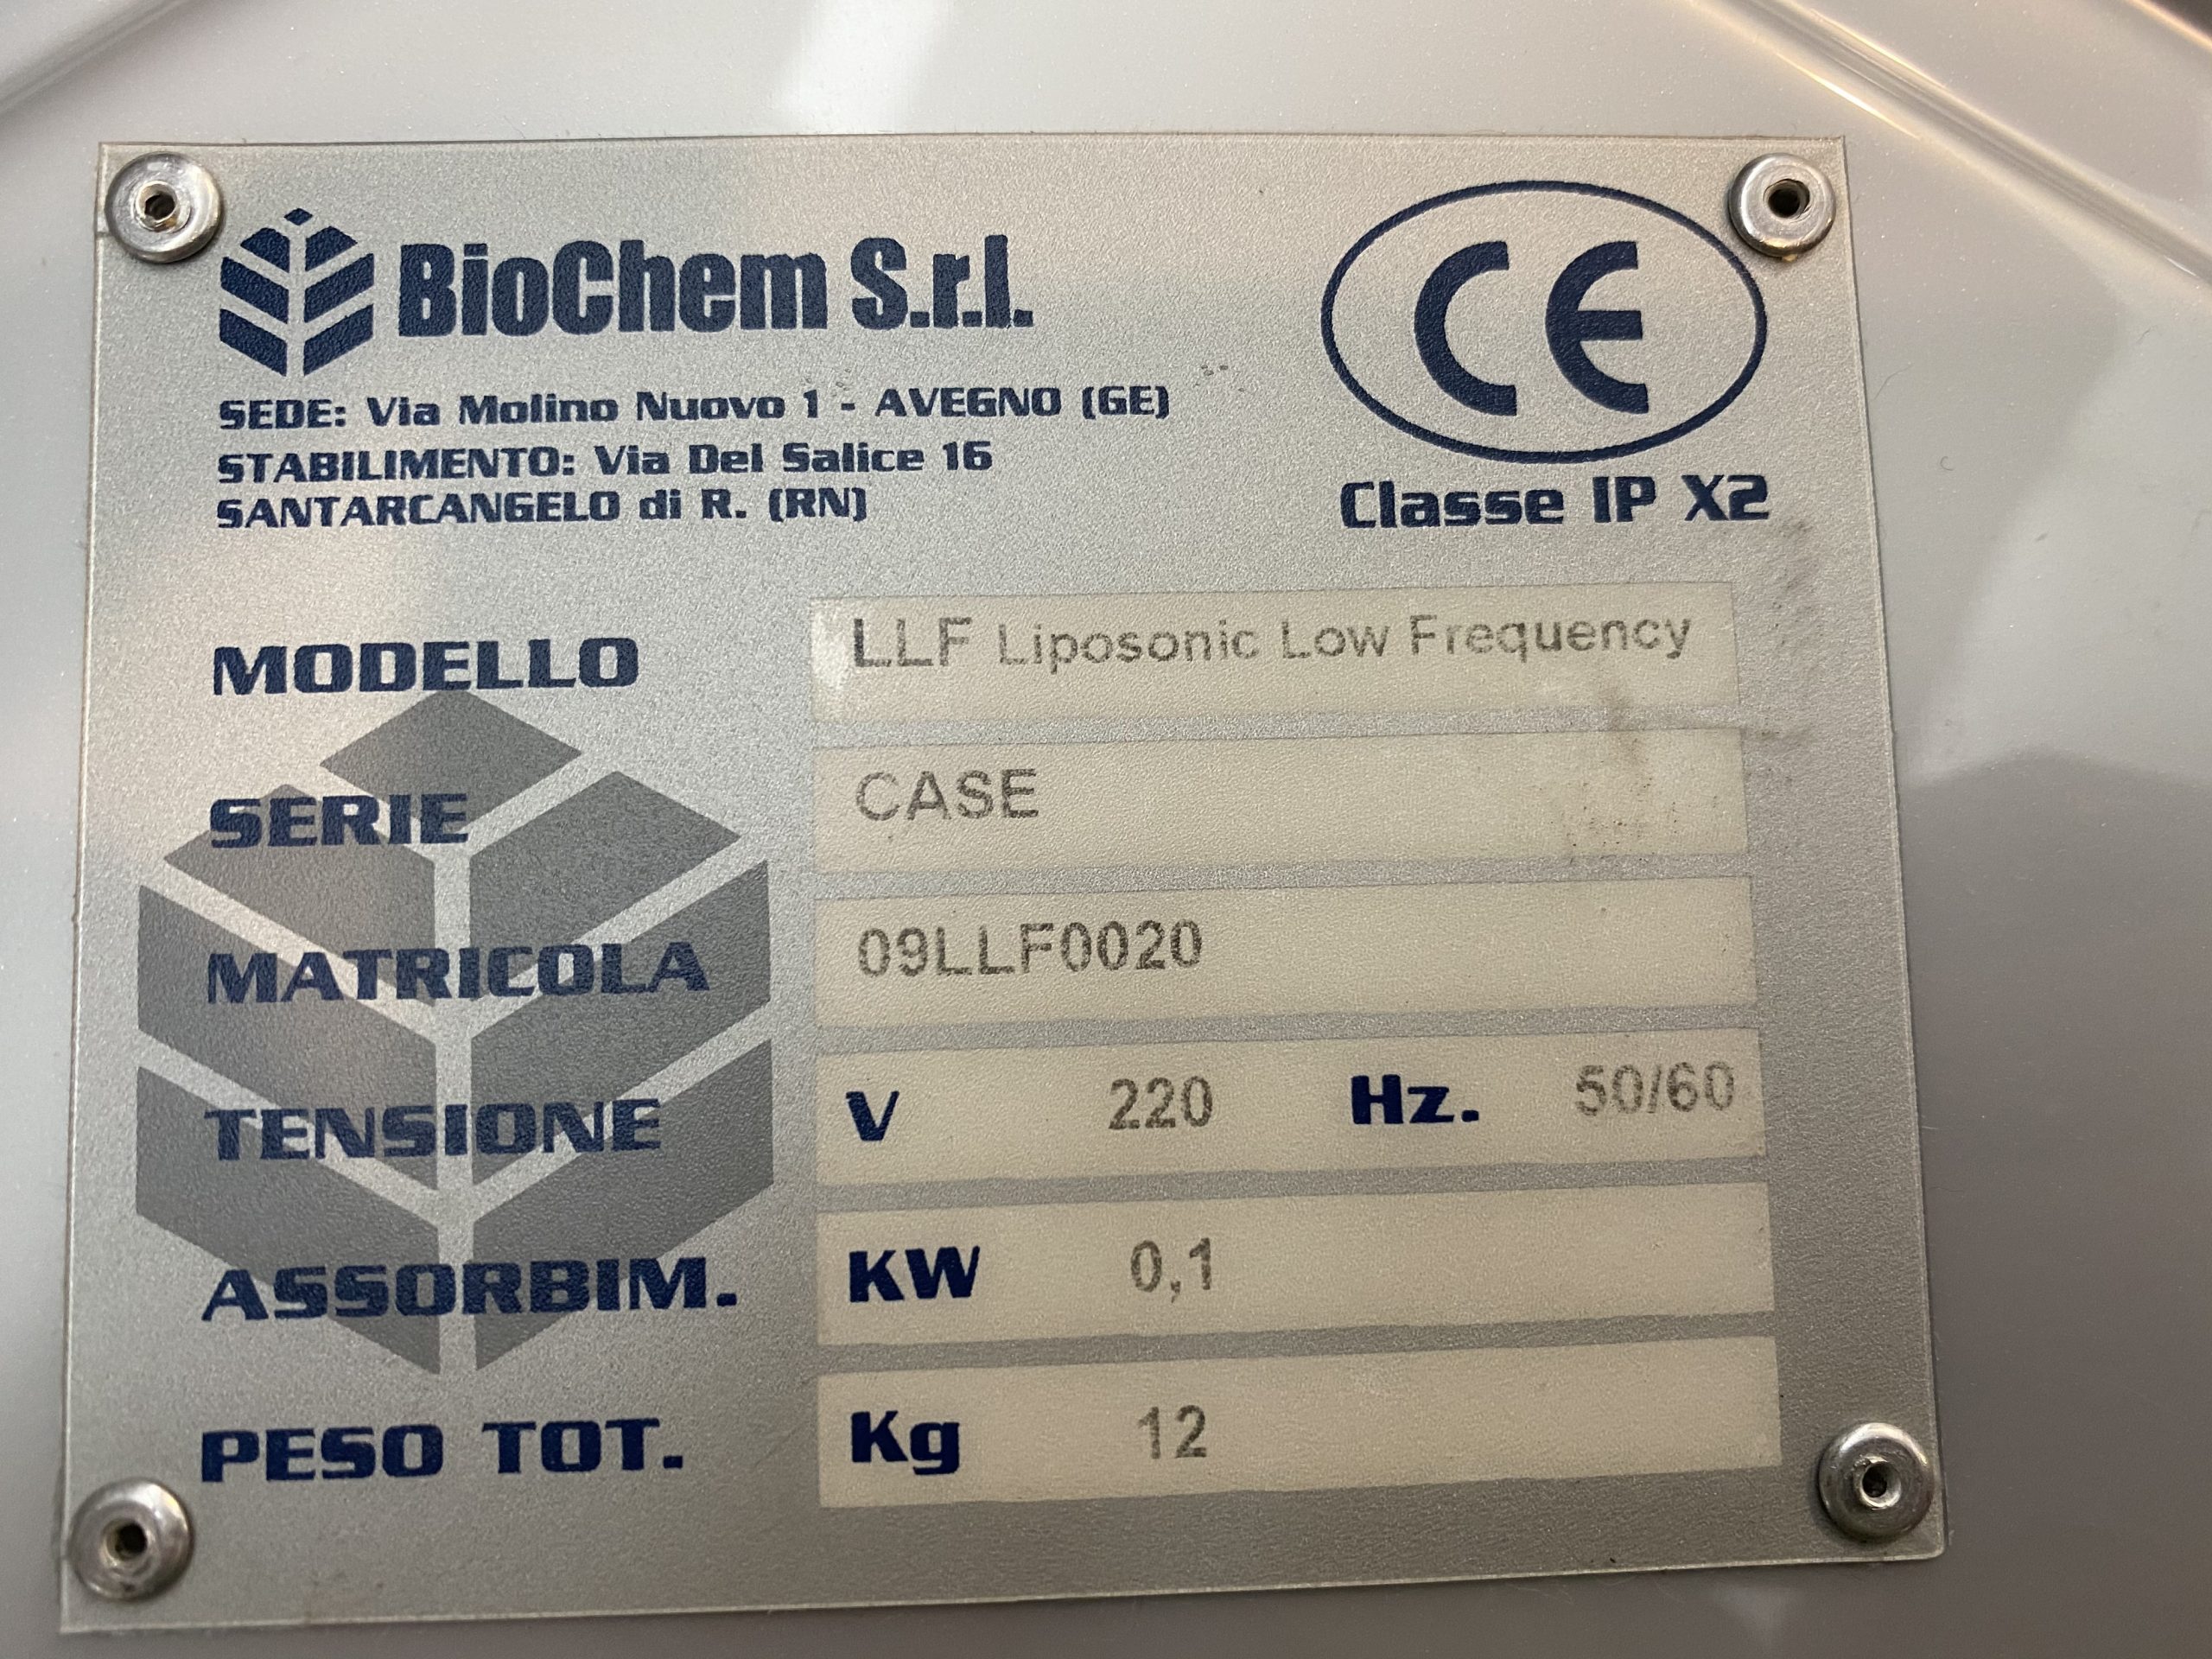 BioChem S.r.l.
CE
SEDE: Via Molino Nuovo 1 - AVEGNO (GE)
STABILIMENTO: Via Del Salice 16
SANTARCANGELO di R. (RN)
Classe IP X2
MODELLO LLF Liposonic Low Frequency
SERIE CASE
MATRICOLA 09LLF0020
TENSIONE V 220 Hz. 50/60
ASSORBIM. KW 0,1
PESO TOT. Kg 12